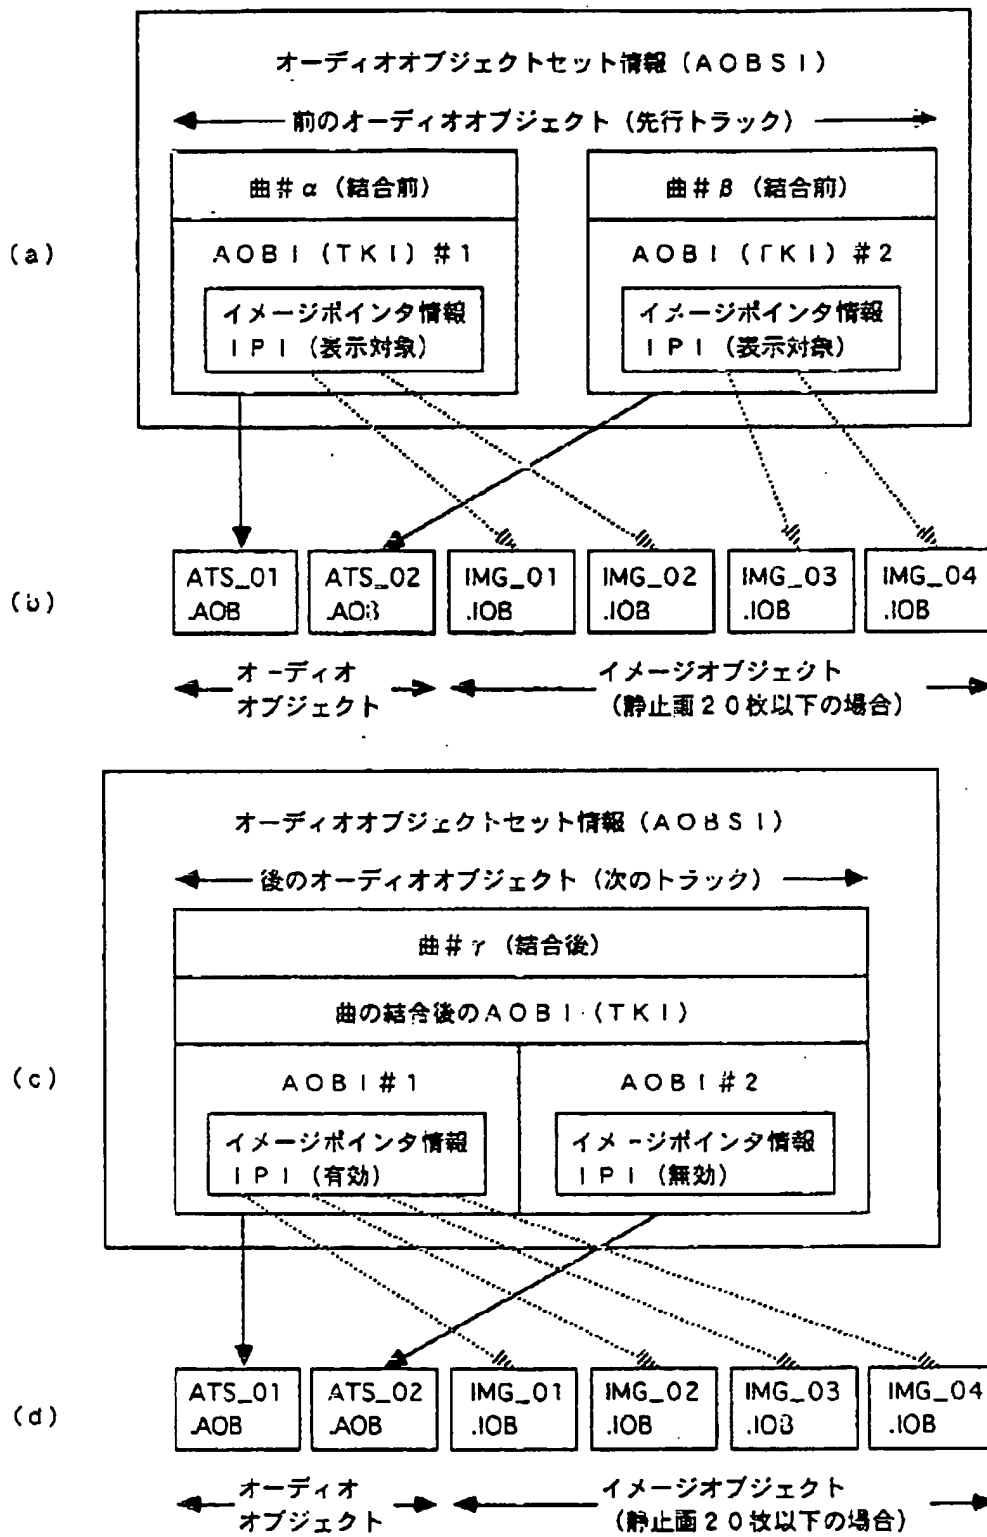 オーディオオブジェクトセット情報（AOBSI）
前のオーディオオブジェクト（先行トラック）
曲＃α（結合前）
曲＃β（結合前）
(a)
AOBI（TKI）＃1
AOBI（TKI）＃2
イメージポインタ情報
IPI（表示対象）
イメージポインタ情報
IPI（表示対象）
(b)
ATS_01
.AOB
ATS_02
.AOB
IMG_01
.IOB
IMG_02
.IOB
IMG_03
.IOB
IMG_04
.IOB
オーディオ
オブジェクト
イメージオブジェクト
（静止画20枚以下の場合）
オーディオオブジェクトセット情報（AOBSI）
後のオーディオオブジェクト（次のトラック）
曲＃γ（結合後）
曲の結合後のAOBI（TKI）
(c)
AOBI＃1
AOBI＃2
イメージポインタ情報
IPI（有効）
イメージポインタ情報
IPI（無効）
(d)
ATS_01
.AOB
ATS_02
.AOB
IMG_01
.IOB
IMG_02
.IOB
IMG_03
.IOB
IMG_04
.IOB
オーディオ
オブジェクト
イメージオブジェクト
（静止画20枚以下の場合）